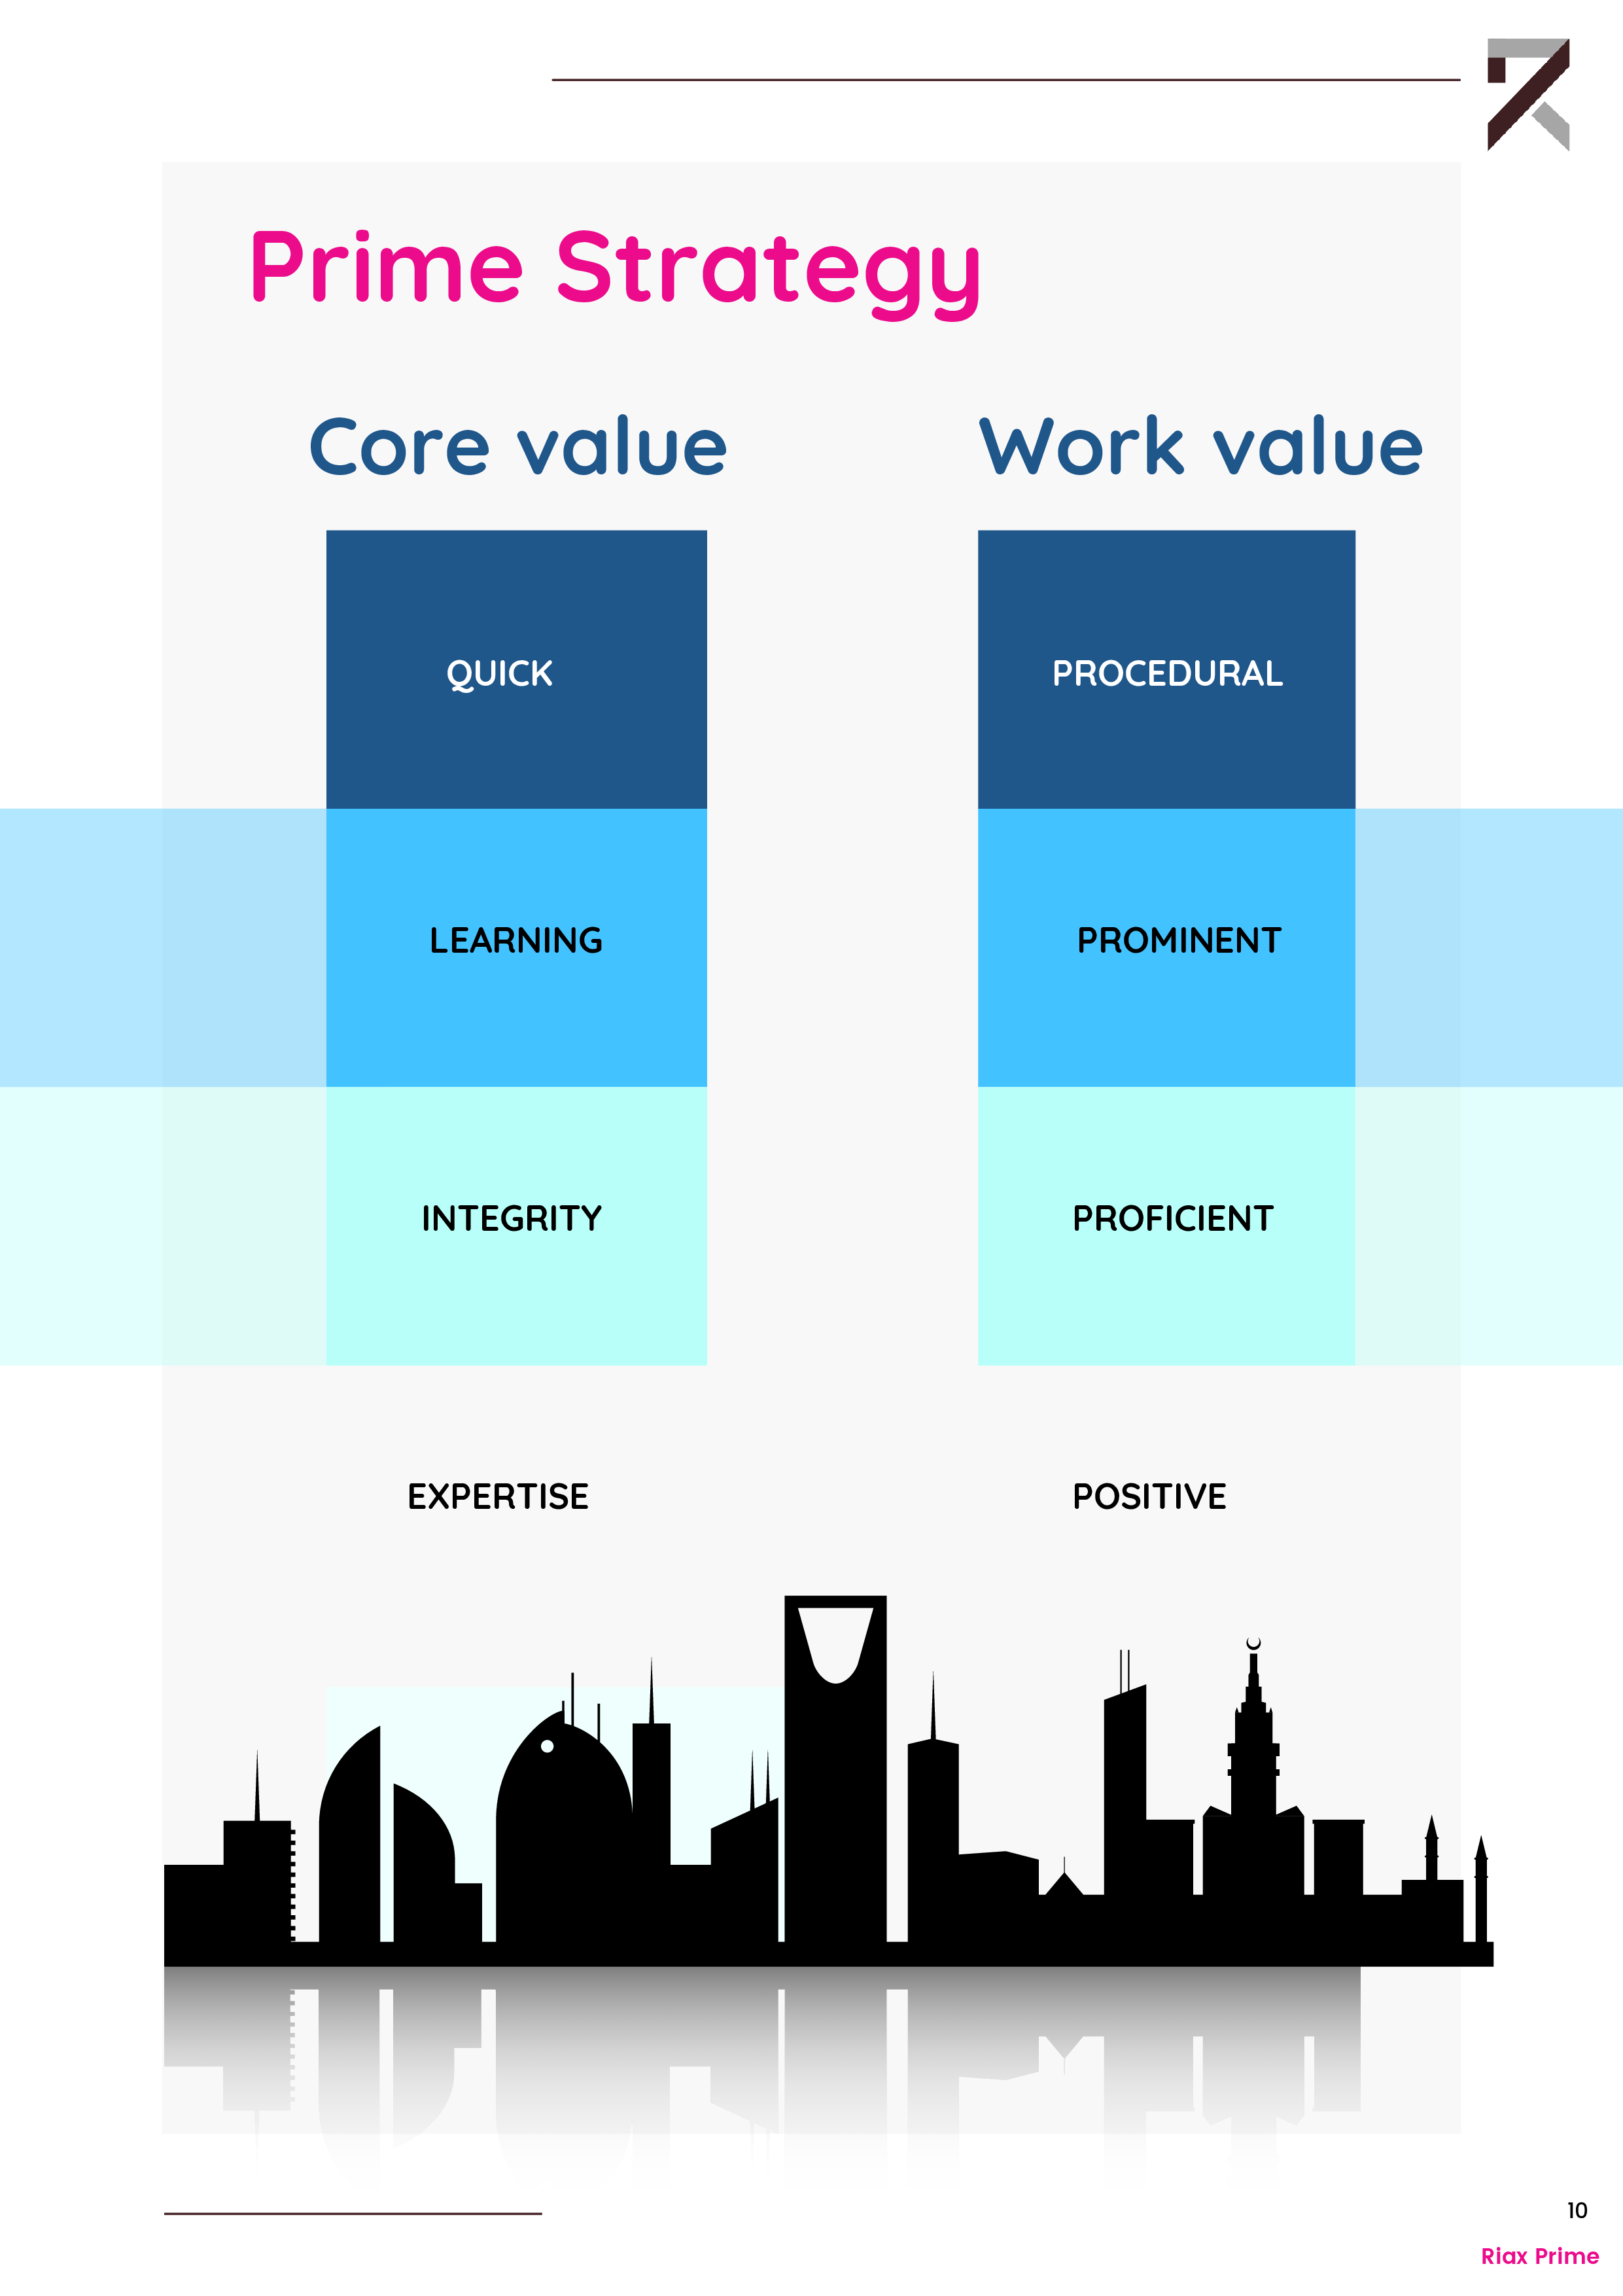 Prime Strategy
Core value
Work value
QUICK
PROCEDURAL
LEARNING
PROMINENT
INTEGRITY
PROFICIENT
EXPERTISE
POSITIVE
10
Riax Prime